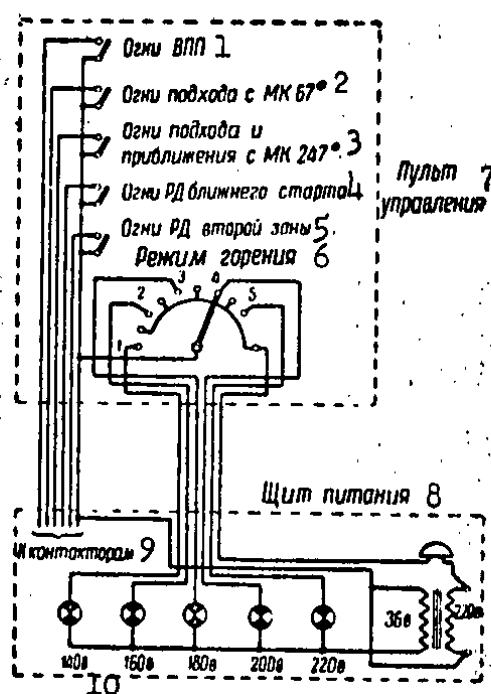 Огни ВПП 1
Огни подхода с МК 67° 2
Огни подхода и
приближения с МК 247°. 3
Огни РД ближнего старта 4
Огни РД второй зоны 5.
Режим горения 6
Пульт 7
управления
1 2 3 4 5
Щит питания 8
К контакторам 9
36в 220в
140в 160в 180в 200в 220в
10